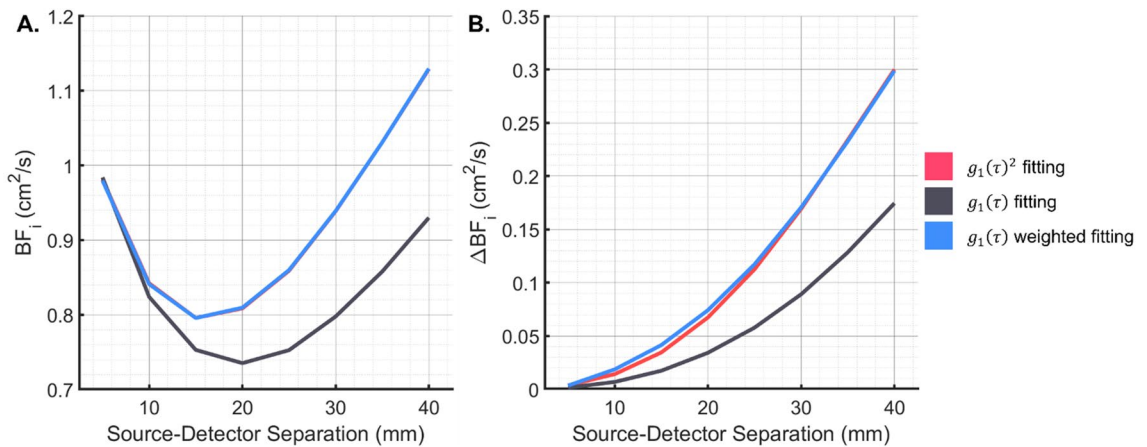 A.
1.2
1.1
1
0.9
0.8
0.7
BFᵢ (cm²/s)
10
20
30
40
Source-Detector Separation (mm)
B.
0.35
0.3
0.25
0.2
0.15
0.1
0.05
0
ΔBFᵢ (cm²/s)
10
20
30
40
Source-Detector Separation (mm)
g₁(τ)² fitting
g₁(τ) fitting
g₁(τ) weighted fitting